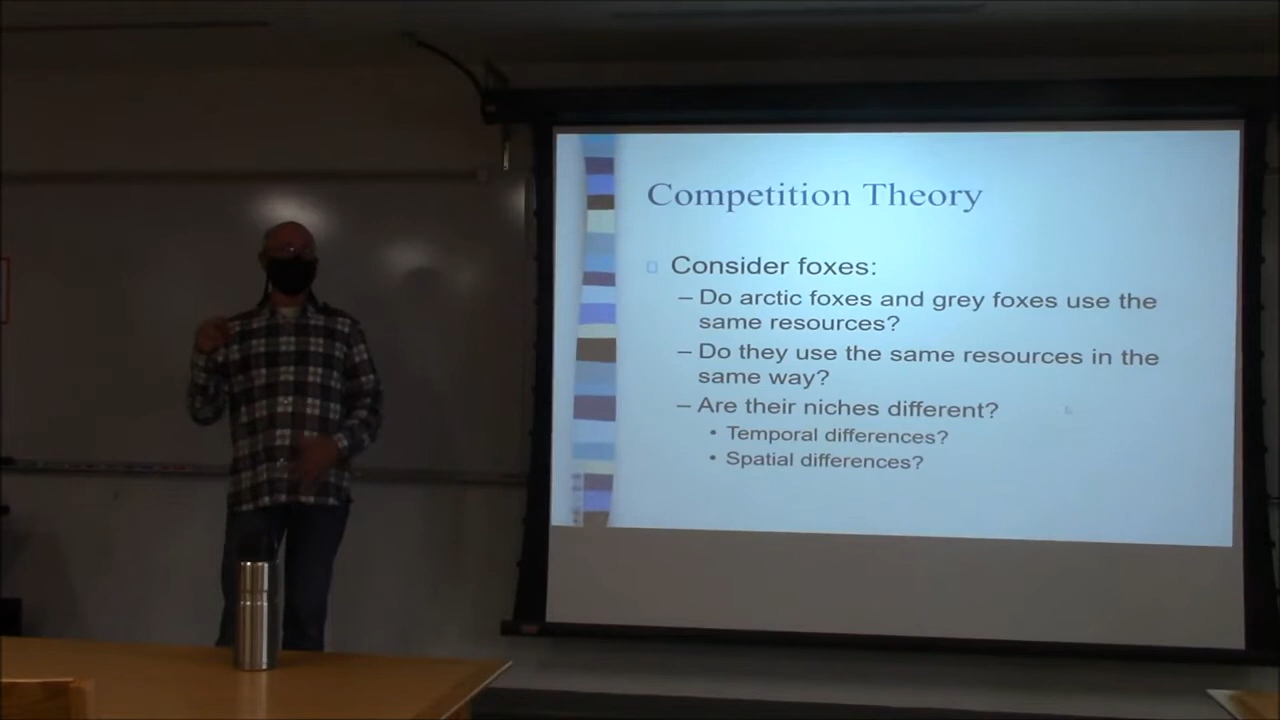 Competition Theory
Consider foxes:
– Do arctic foxes and grey foxes use the
same resources?
– Do they use the same resources in the
same way?
– Are their niches different?
• Temporal differences?
• Spatial differences?